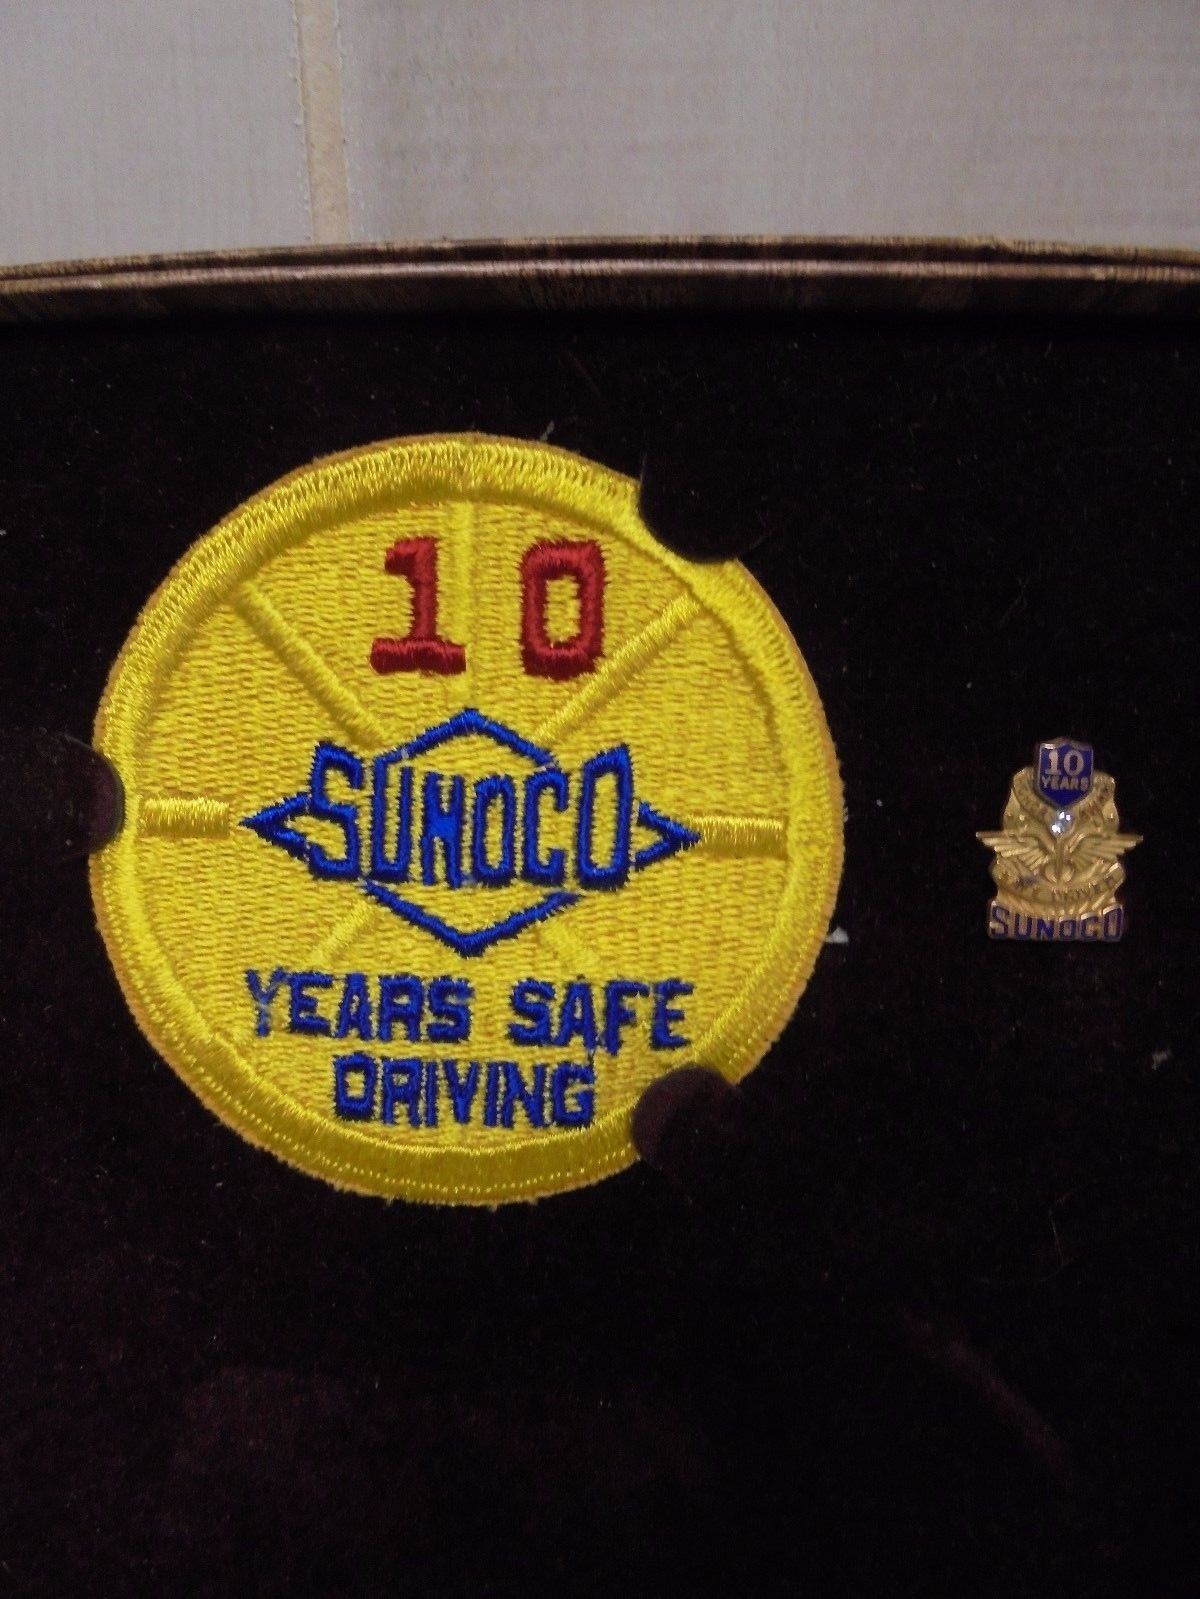 10
SUNOCO
YEARS SAFE
DRIVING
10
YEARS
SUNOCO